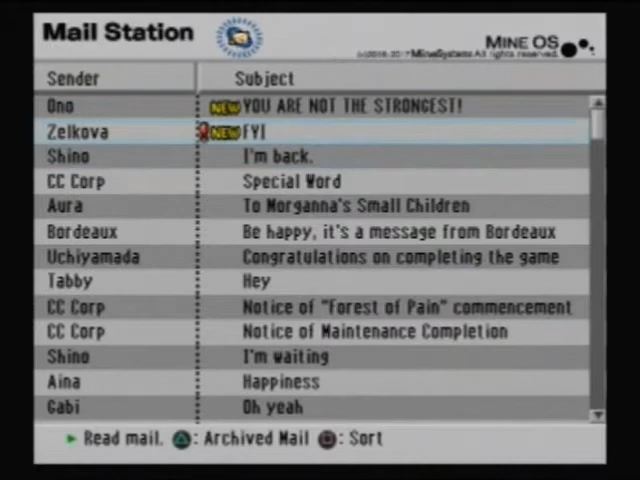 Mail Station
MINE OS
Sender Subject
Ono NEW YOU ARE NOT THE STRONGEST!
Zelkova NEW FYI
Shino I'm back.
CC Corp Special Word
Aura To Morganna's Small Children
Bordeaux Be happy, it's a message from Bordeaux
Uchiyamada Congratulations on completing the game
Tabby Hey
CC Corp Notice of "Forest of Pain" commencement
CC Corp Notice of Maintenance Completion
Shino I'm waiting
Aina Happiness
Gabi Oh yeah
Read mail. : Archived Mail : Sort